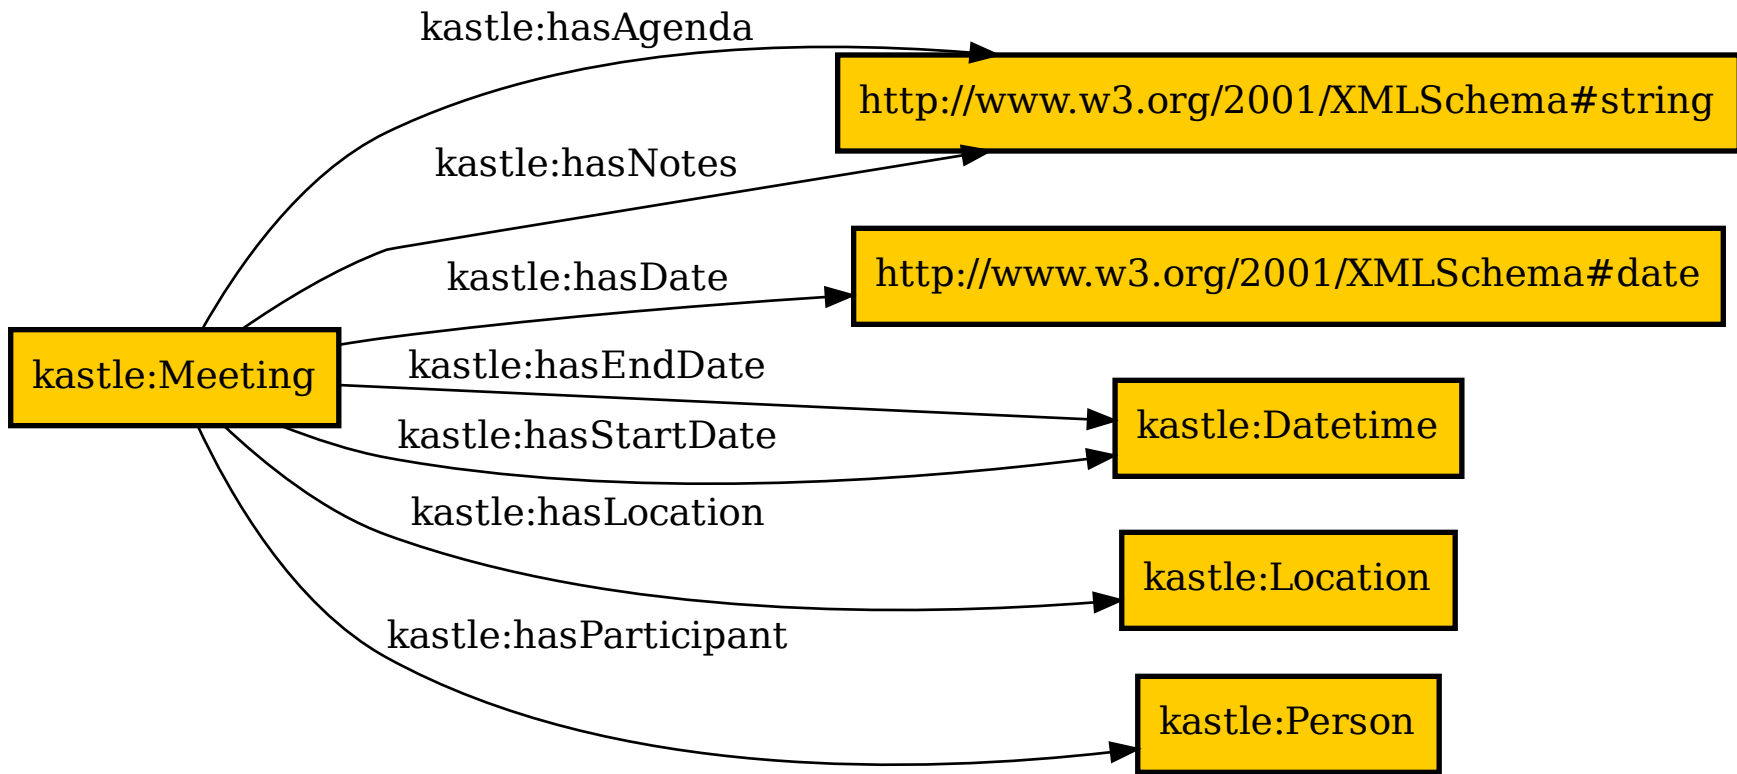 kastle:hasAgenda
http://www.w3.org/2001/XMLSchema#string
kastle:hasNotes
kastle:hasDate
http://www.w3.org/2001/XMLSchema#date
kastle:Meeting
kastle:hasEndDate
kastle:Datetime
kastle:hasStartDate
kastle:hasLocation
kastle:Location
kastle:hasParticipant
kastle:Person